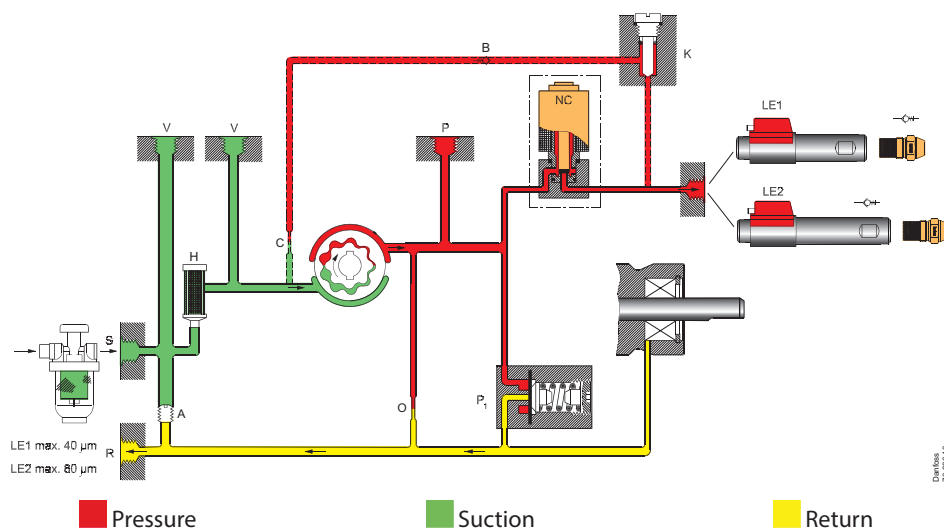 B
K
NC
LE1
V
V
P
LE2
C
H
S
P1
A
O
LE1 max. 40 µm
R
LE2 max. 80 µm
Danfoss
Pressure
Suction
Return